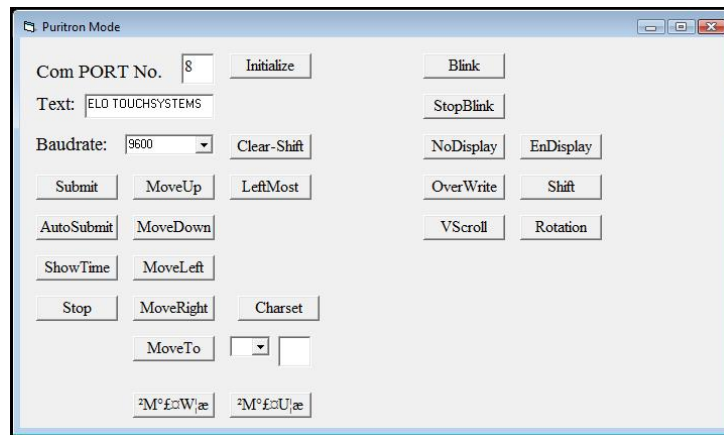 Puritron Mode
Com PORT No. 8 Initialize Blink
Text: ELO TOUCHSYSTEMS StopBlink
Baudrate: 9600 Clear-Shift NoDisplay EnDisplay
Submit MoveUp LeftMost OverWrite Shift
AutoSubmit MoveDown VScroll Rotation
ShowTime MoveLeft
Stop MoveRight Charset
MoveTo
²M°£¤W¦æ ²M°£¤U¦æ